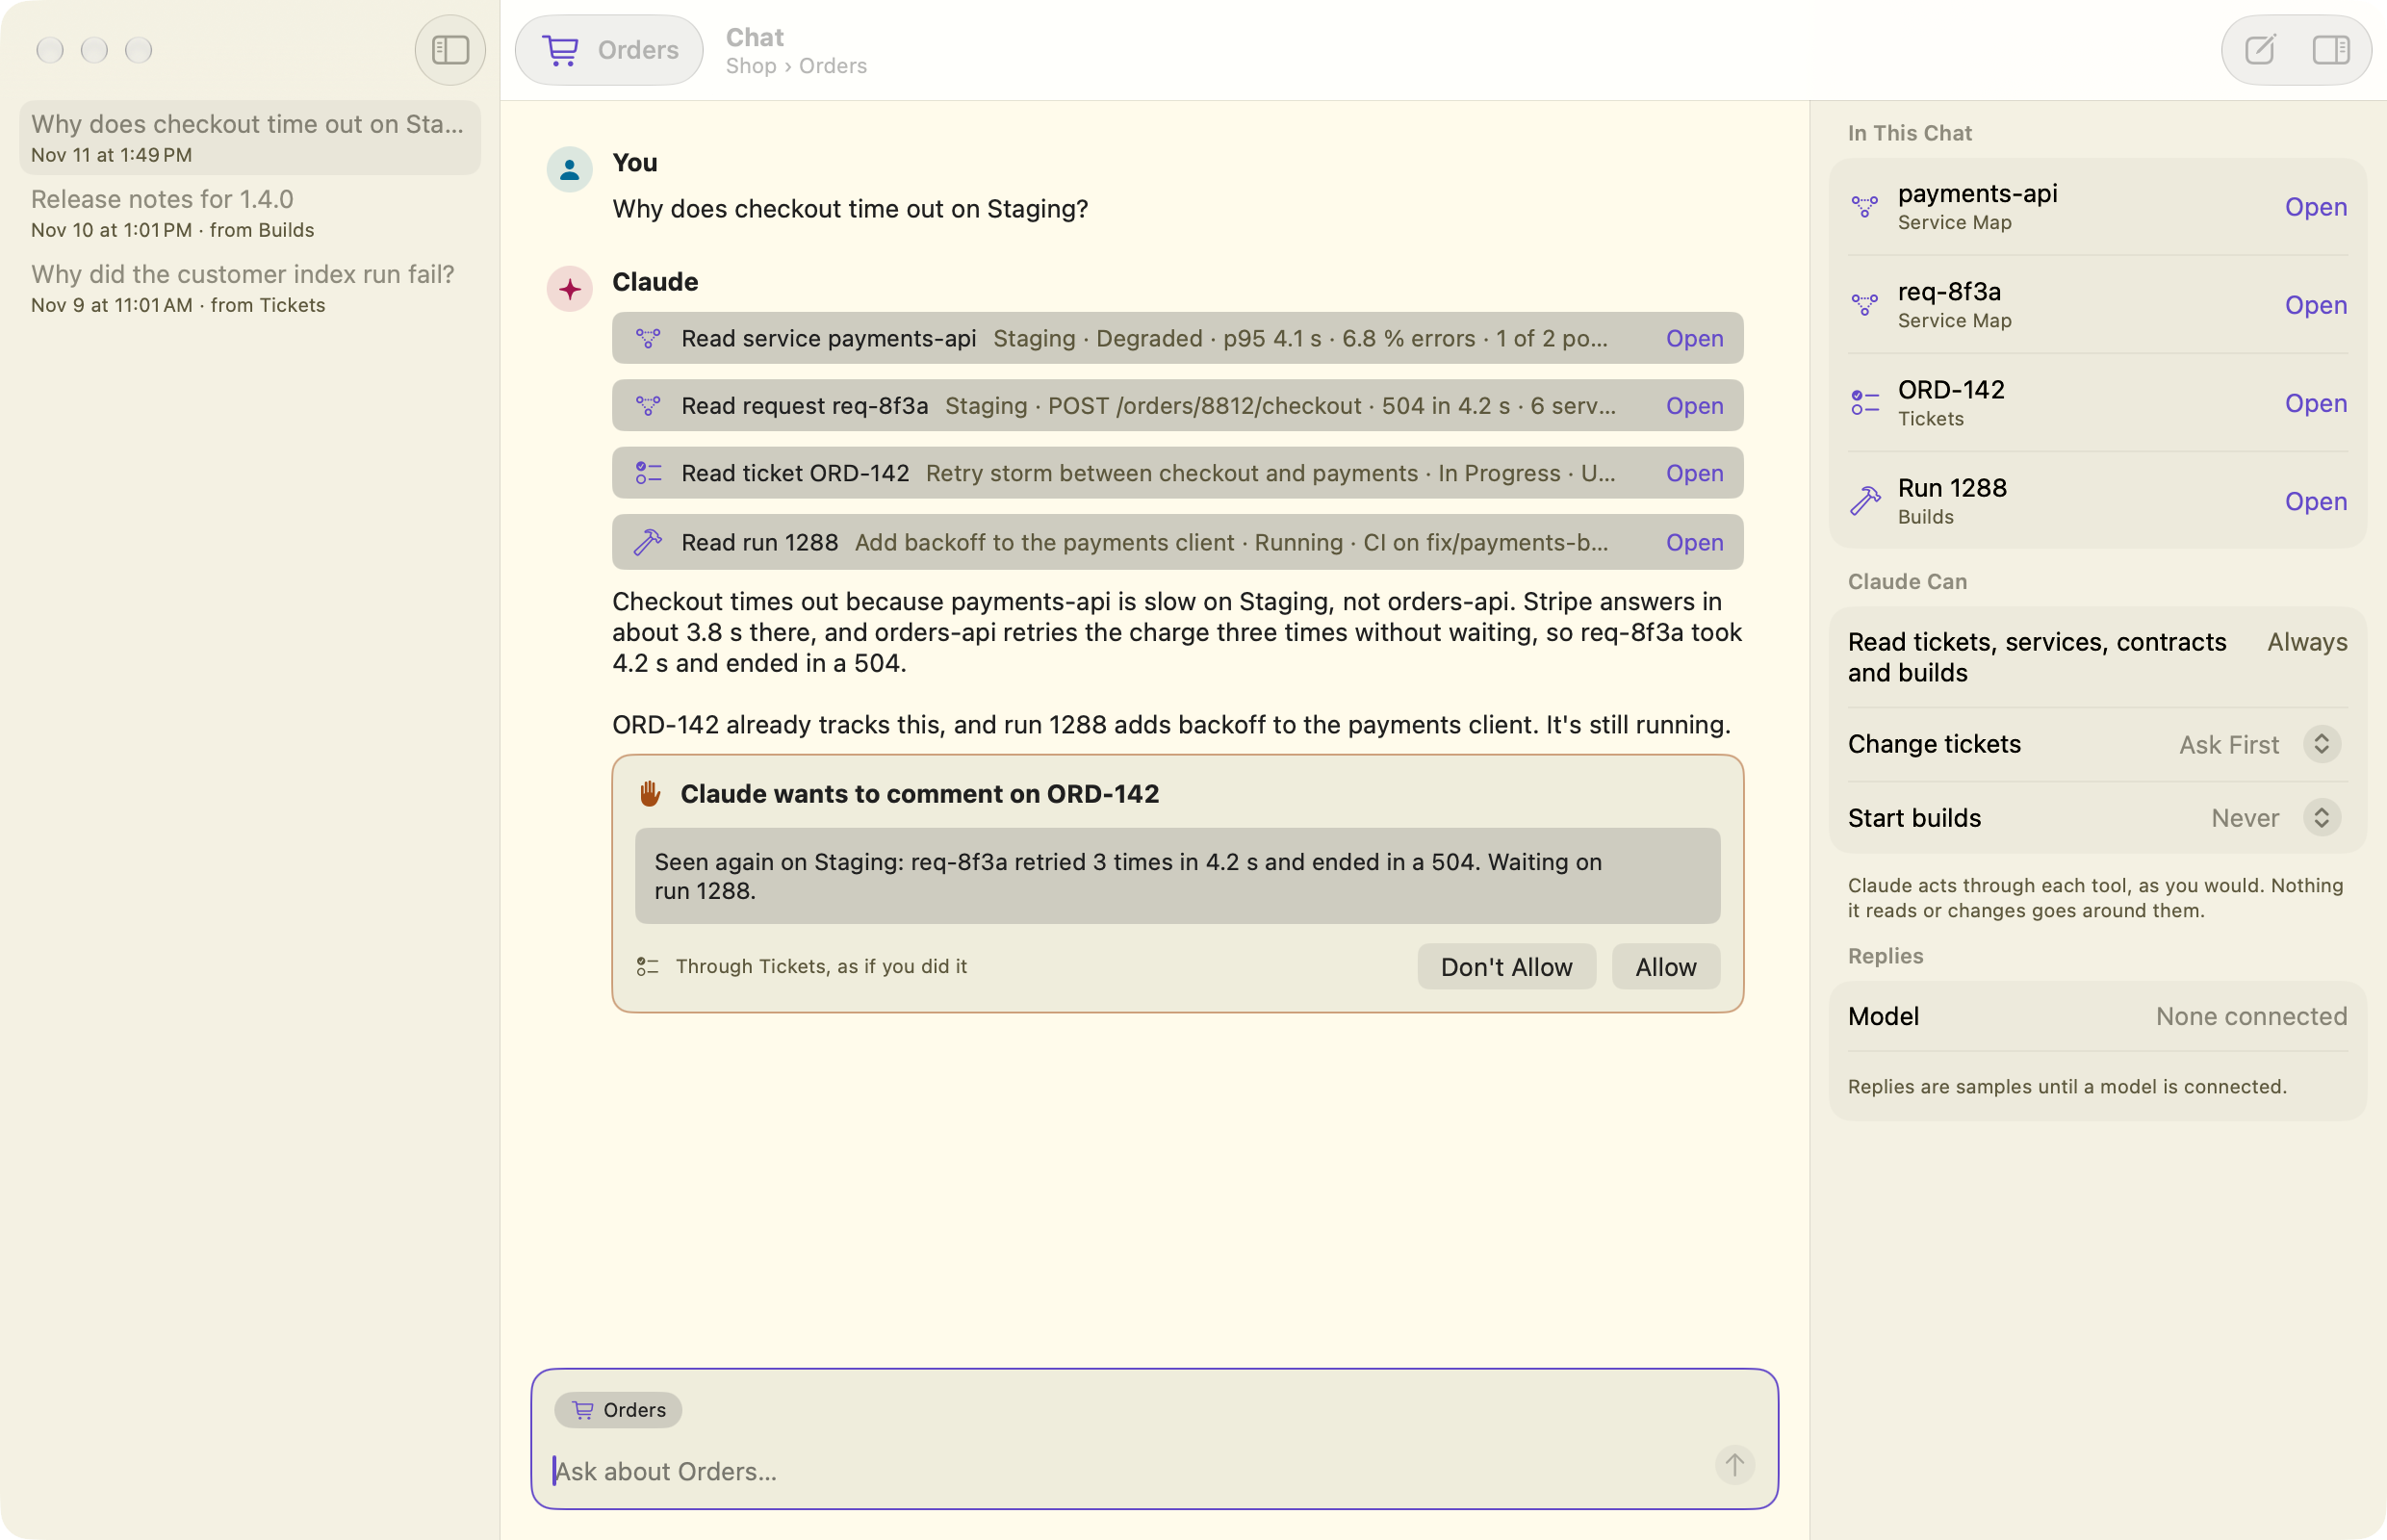 Why does checkout time out on Sta...
Nov 11 at 1:49 PM
Release notes for 1.4.0
Nov 10 at 1:01 PM · from Builds
Why did the customer index run fail?
Nov 9 at 11:01 AM · from Tickets
Orders
Chat
Shop › Orders
You
Why does checkout time out on Staging?
Claude
Read service payments-api Staging · Degraded · p95 4.1 s · 6.8 % errors · 1 of 2 po... Open
Read request req-8f3a Staging · POST /orders/8812/checkout · 504 in 4.2 s · 6 serv... Open
Read ticket ORD-142 Retry storm between checkout and payments · In Progress · U... Open
Read run 1288 Add backoff to the payments client · Running · CI on fix/payments-b... Open
Checkout times out because payments-api is slow on Staging, not orders-api. Stripe answers in
about 3.8 s there, and orders-api retries the charge three times without waiting, so req-8f3a took
4.2 s and ended in a 504.
ORD-142 already tracks this, and run 1288 adds backoff to the payments client. It's still running.
Claude wants to comment on ORD-142
Seen again on Staging: req-8f3a retried 3 times in 4.2 s and ended in a 504. Waiting on
run 1288.
Through Tickets, as if you did it
Don't Allow
Allow
Orders
Ask about Orders...
In This Chat
payments-api
Service Map
Open
req-8f3a
Service Map
Open
ORD-142
Tickets
Open
Run 1288
Builds
Open
Claude Can
Read tickets, services, contracts
and builds
Always
Change tickets
Ask First
Start builds
Never
Claude acts through each tool, as you would. Nothing
it reads or changes goes around them.
Replies
Model
None connected
Replies are samples until a model is connected.